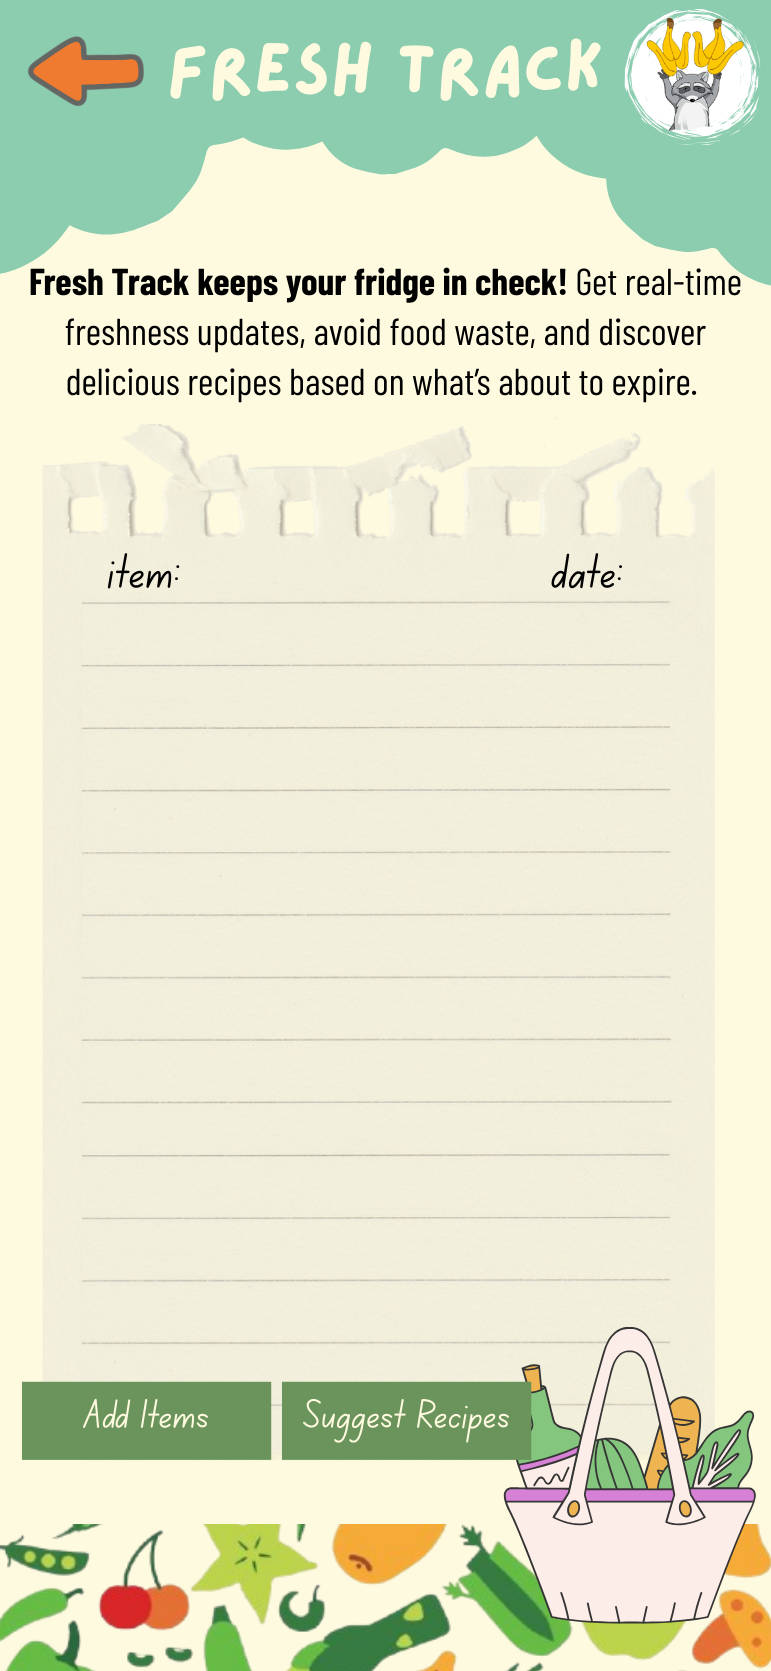 FRESH TRACK
Fresh Track keeps your fridge in check! Get real-time
freshness updates, avoid food waste, and discover
delicious recipes based on what's about to expire.
item: date:
Add Items Suggest Recipes